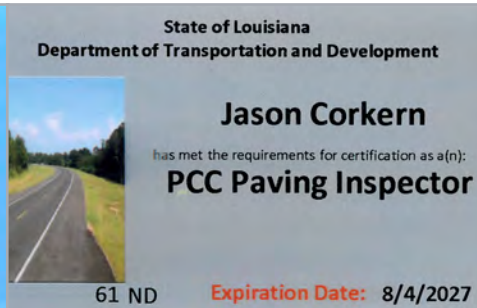 State of Louisiana
Department of Transportation and Development
Jason Corkern
has met the requirements for certification as a(n):
PCC Paving Inspector
61 ND
Expiration Date: 8/4/2027